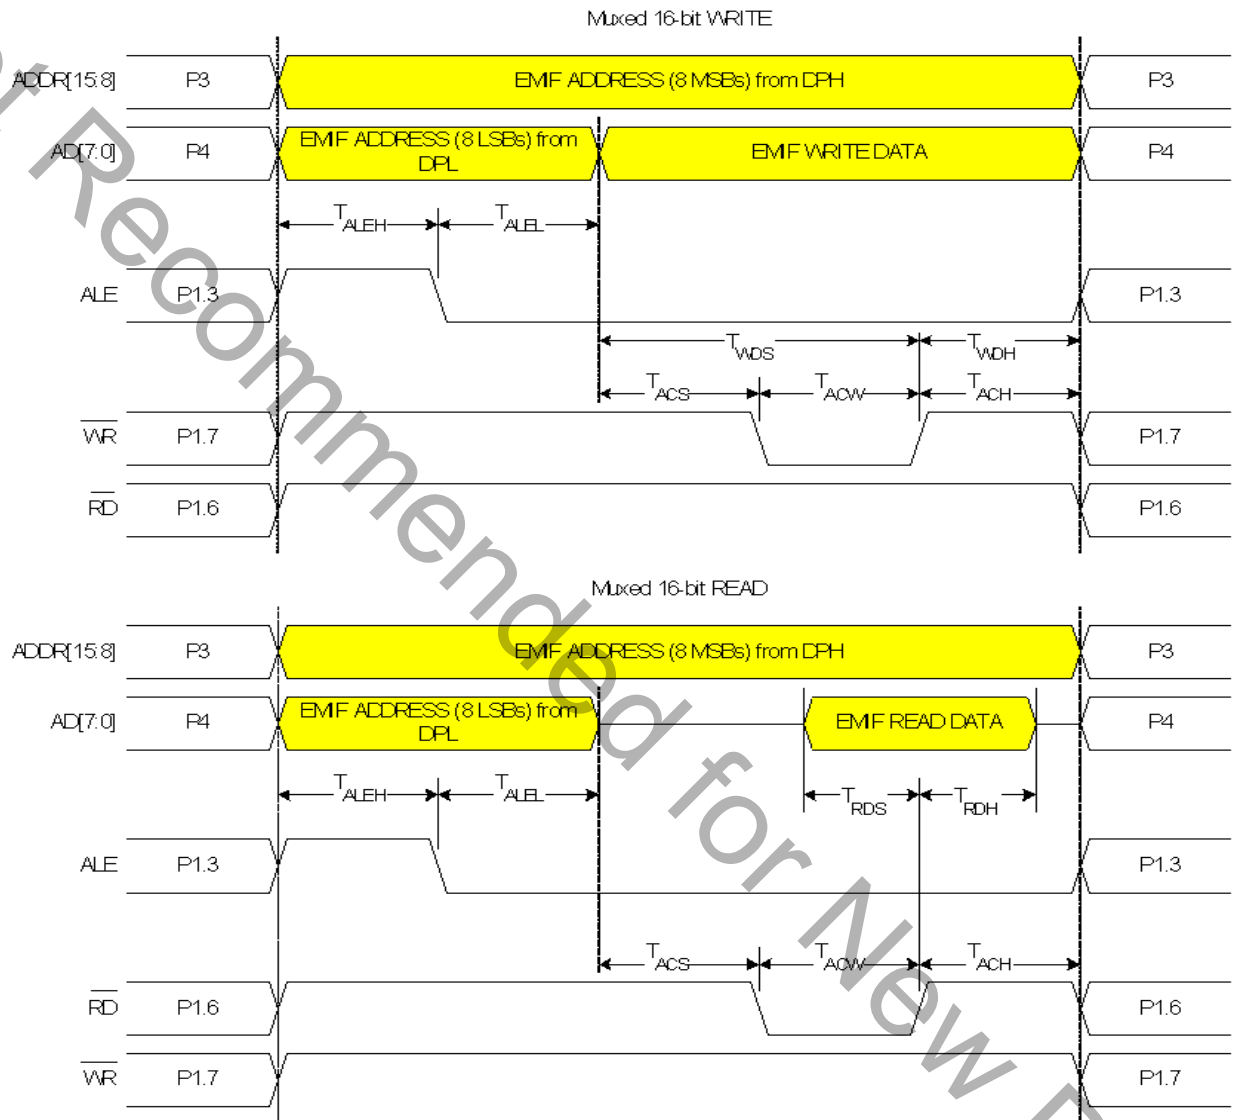 Muxed 16-bit WRITE
ADDR[15:8] P3 EMIF ADDRESS (8 MSBs) from DPH P3
AD[7:0] P4 EMIF ADDRESS (8 LSBs) from DPL EMIF WRITE DATA P4
TALEH TALEL
ALE P1.3 P1.3
TWDS TWDH
TACS TACW TACH
WR P1.7 P1.7
RD P1.6 P1.6
Muxed 16-bit READ
ADDR[15:8] P3 EMIF ADDRESS (8 MSBs) from DPH P3
AD[7:0] P4 EMIF ADDRESS (8 LSBs) from DPL EMIF READ DATA P4
TALEH TALEL TRDS TRDH
ALE P1.3 P1.3
TACS TACW TACH
RD P1.6 P1.6
WR P1.7 P1.7
Recommended for New